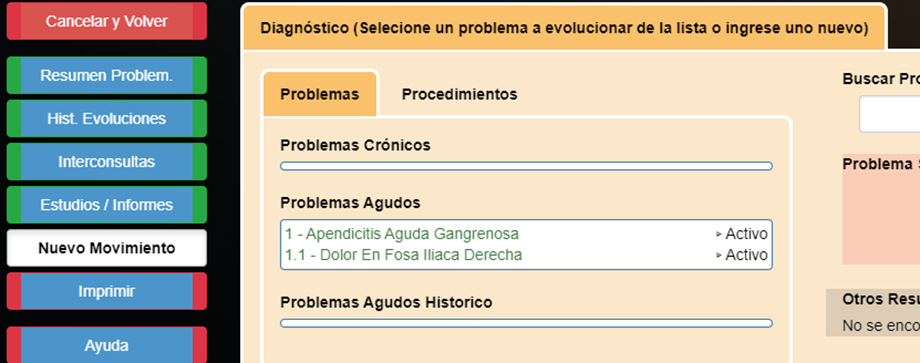 Cancelar y Volver
Resumen Problem.
Hist. Evoluciones
Interconsultas
Estudios / Informes
Nuevo Movimiento
Imprimir
Ayuda
Diagnóstico (Selecione un problema a evolucionar de la lista o ingrese uno nuevo)
Problemas Procedimientos
Problemas Crónicos
Problemas Agudos
1 - Apendicitis Aguda Gangrenosa Activo
1.1 - Dolor En Fosa Iliaca Derecha Activo
Problemas Agudos Historico
Buscar Pro
Problema
Otros Resu
No se enco